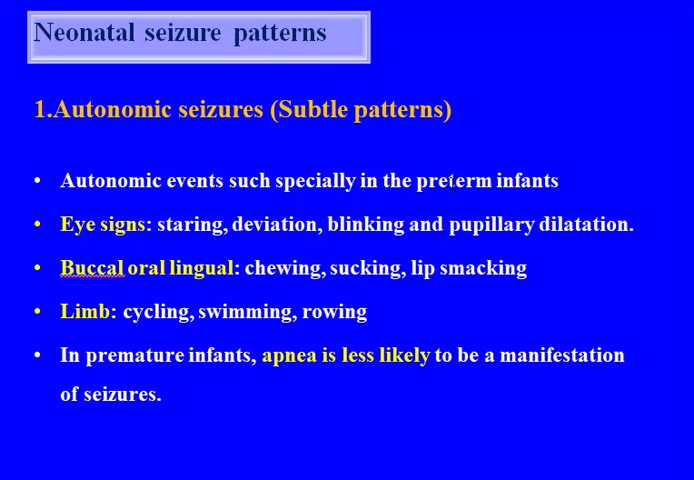 Neonatal seizure patterns
1.Autonomic seizures (Subtle patterns)
• Autonomic events such specially in the preterm infants
• Eye signs: staring, deviation, blinking and pupillary dilatation.
• Buccal oral lingual: chewing, sucking, lip smacking
• Limb: cycling, swimming, rowing
• In premature infants, apnea is less likely to be a manifestation
of seizures.